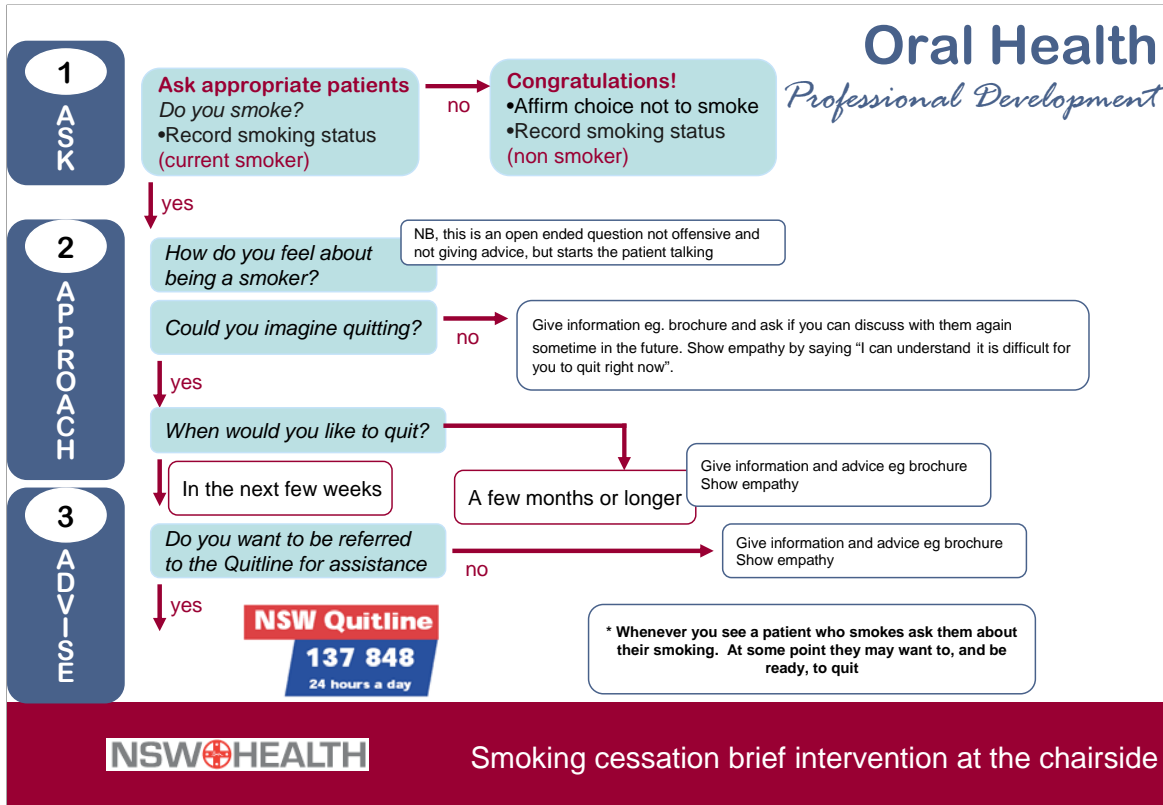 Oral Health
Professional Development
1
ASK
Ask appropriate patients
Do you smoke?
•Record smoking status
(current smoker)
no
Congratulations!
•Affirm choice not to smoke
•Record smoking status
(non smoker)
yes
2
APPROACH
How do you feel about
being a smoker?
NB, this is an open ended question not offensive and
not giving advice, but starts the patient talking
Could you imagine quitting?
no
Give information eg. brochure and ask if you can discuss with them again
sometime in the future. Show empathy by saying “I can understand it is difficult for
you to quit right now”.
yes
When would you like to quit?
In the next few weeks
A few months or longer
Give information and advice eg brochure
Show empathy
3
ADVISE
Do you want to be referred
to the Quitline for assistance
no
Give information and advice eg brochure
Show empathy
yes
NSW Quitline
137 848
24 hours a day
* Whenever you see a patient who smokes ask them about
their smoking. At some point they may want to, and be
ready, to quit
NSW HEALTH
Smoking cessation brief intervention at the chairside